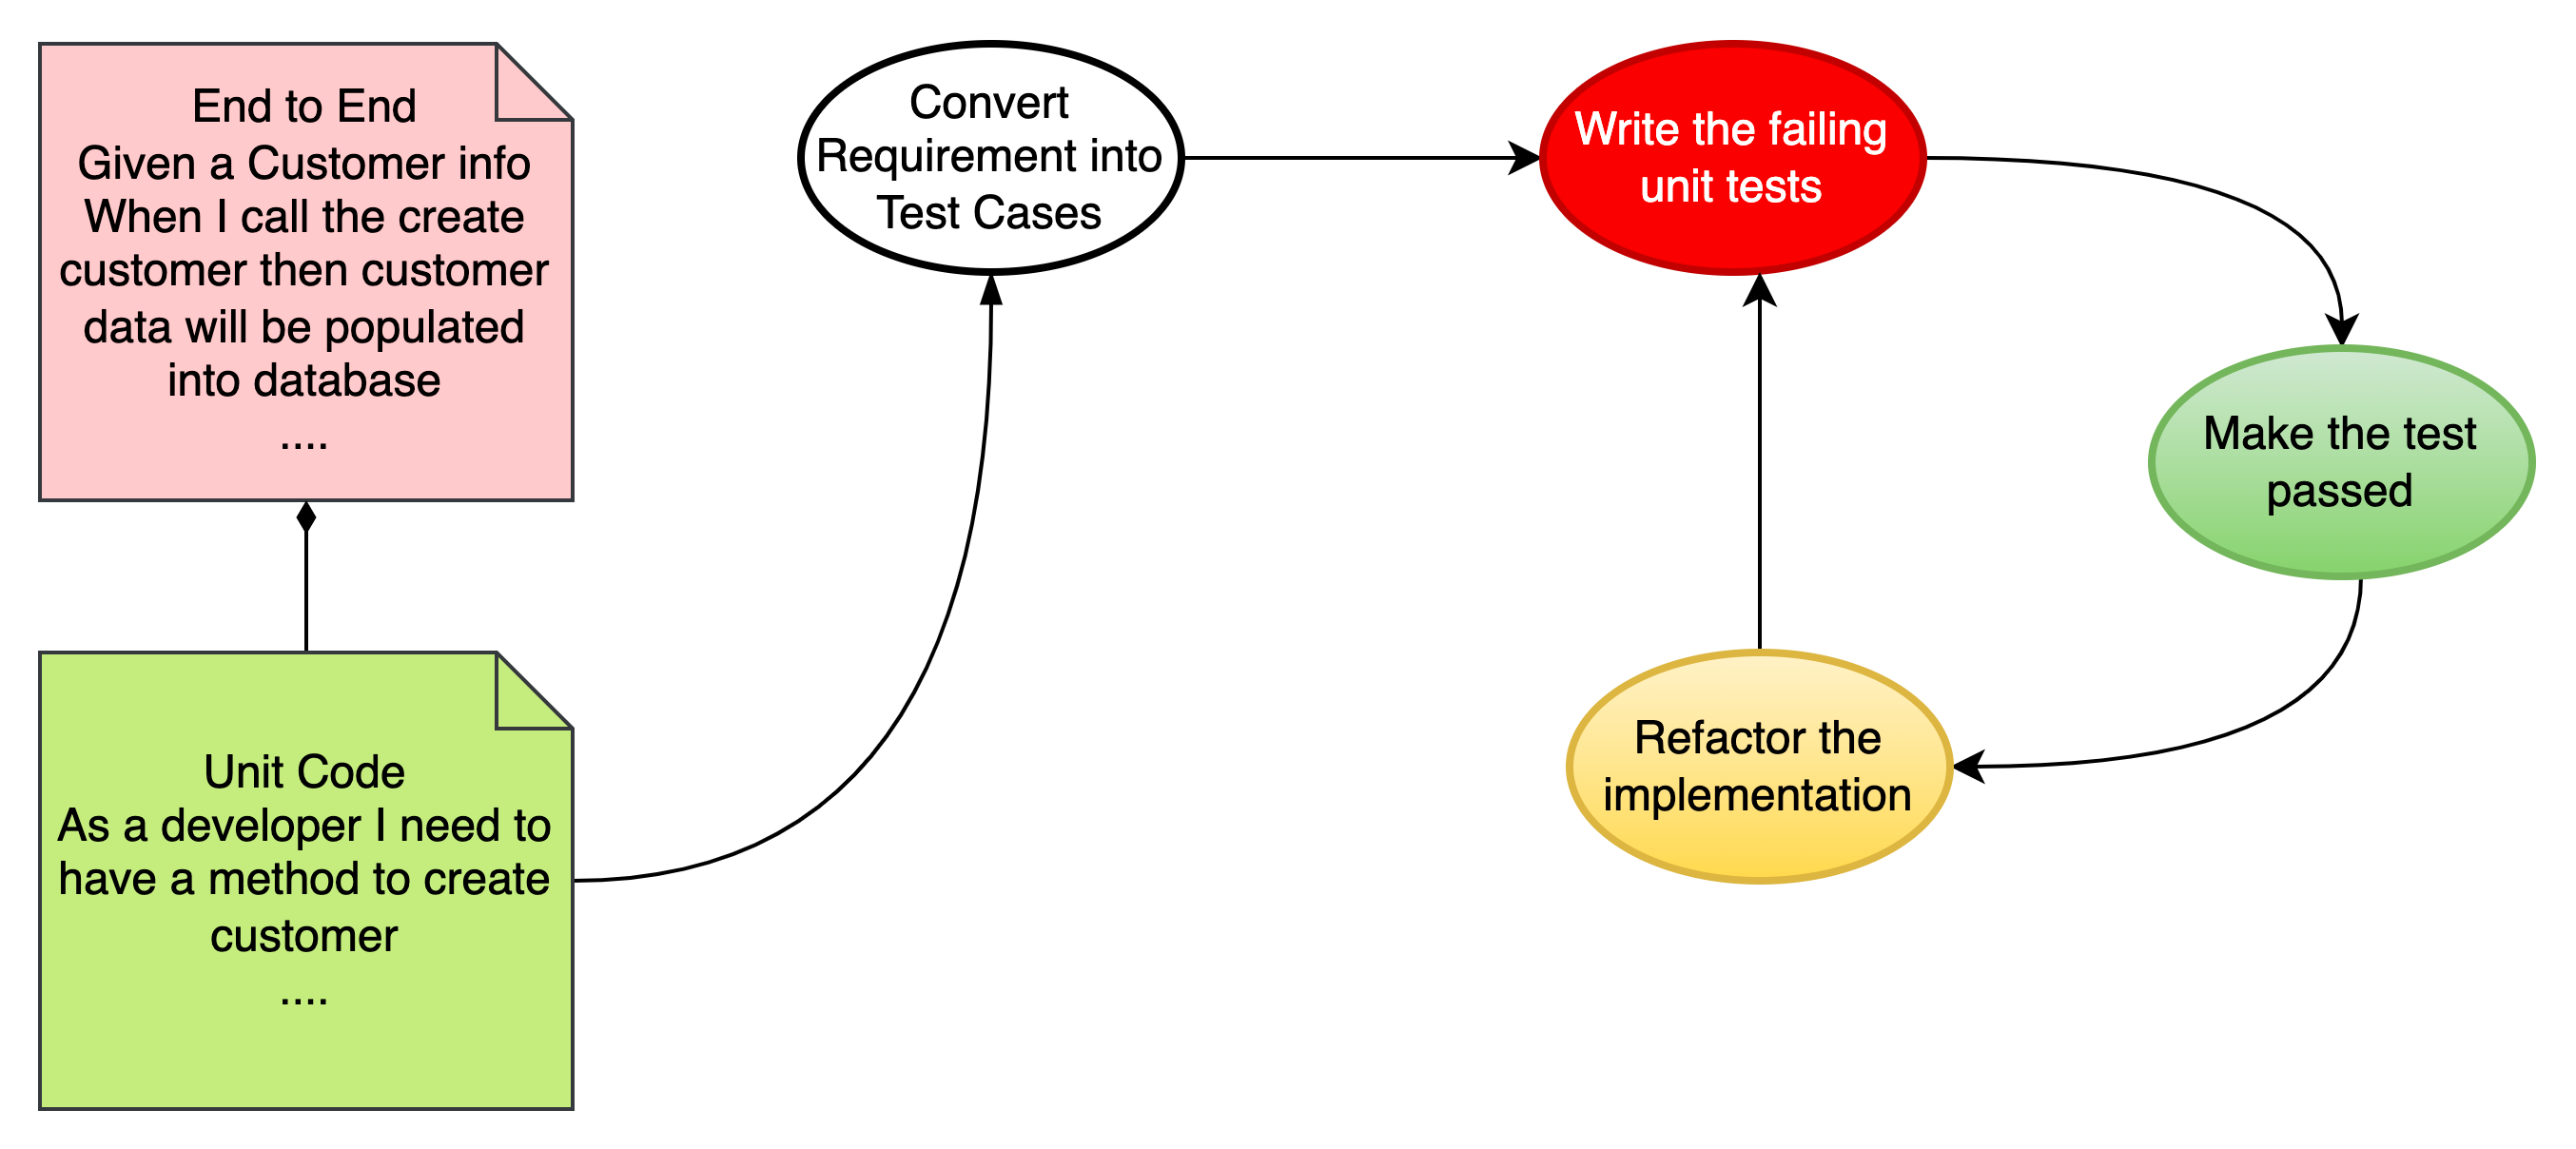 End to End
Given a Customer info
When I call the create
customer then customer
data will be populated
into database
....
Unit Code
As a developer I need to
have a method to create
customer
....
Convert
Requirement into
Test Cases
Write the failing
unit tests
Make the test
passed
Refactor the
implementation